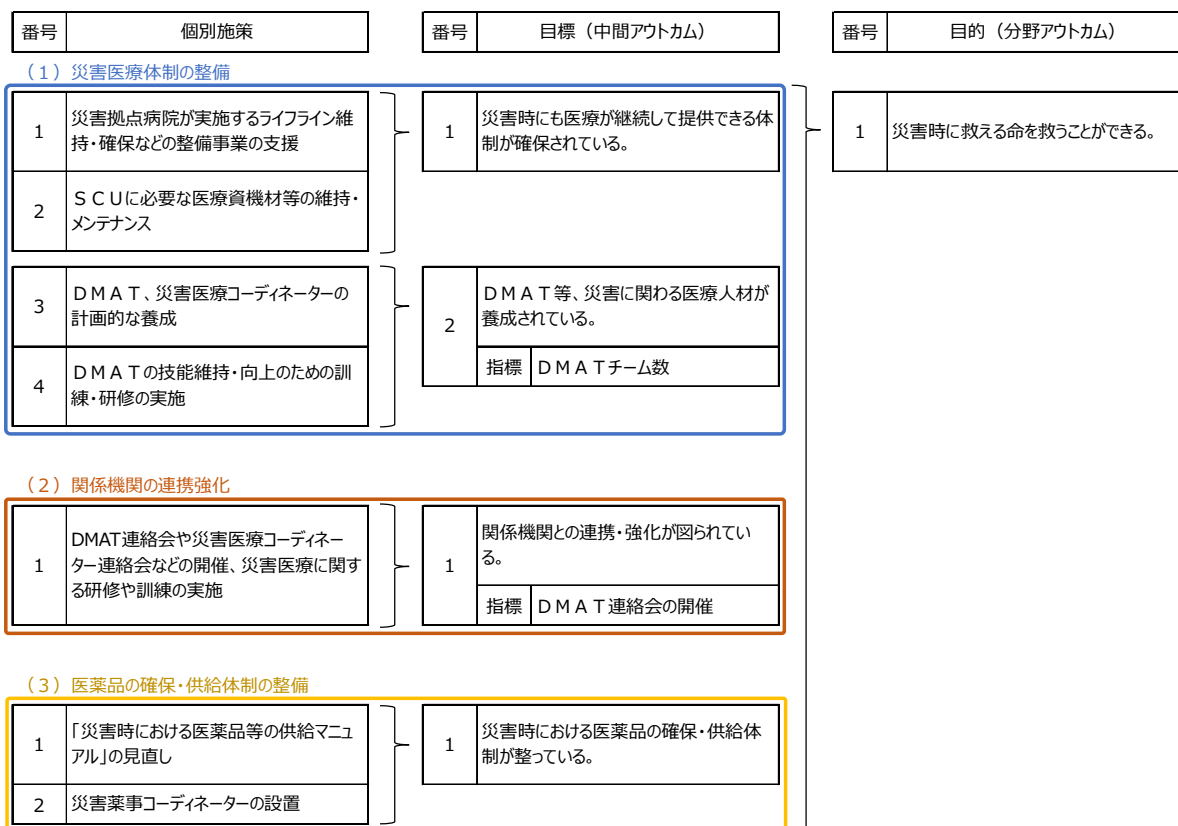 番号 個別施策 番号 目標（中間アウトカム） 番号 目的（分野アウトカム）
（１）災害医療体制の整備
1 災害拠点病院が実施するライフライン維
持・確保などの整備事業の支援
1 災害時にも医療が継続して提供できる体
制が確保されている。
1 災害時に救える命を救うことができる。
2 ＳＣＵに必要な医療資機材等の維持・
メンテナンス
3 ＤＭＡＴ、災害医療コーディネーターの
計画的な養成
2 ＤＭＡＴ等、災害に関わる医療人材が
養成されている。
指標 ＤＭＡＴチーム数
4 ＤＭＡＴの技能維持・向上のための訓
練・研修の実施
（２）関係機関の連携強化
1 DMAT連絡会や災害医療コーディネー
ター連絡会などの開催、災害医療に関す
る研修や訓練の実施
1 関係機関との連携・強化が図られてい
る。
指標 ＤＭＡＴ連絡会の開催
（３）医薬品の確保・供給体制の整備
1 「災害時における医薬品等の供給マニュ
アル」の見直し
1 災害時における医薬品の確保・供給体
制が整っている。
2 災害薬事コーディネーターの設置